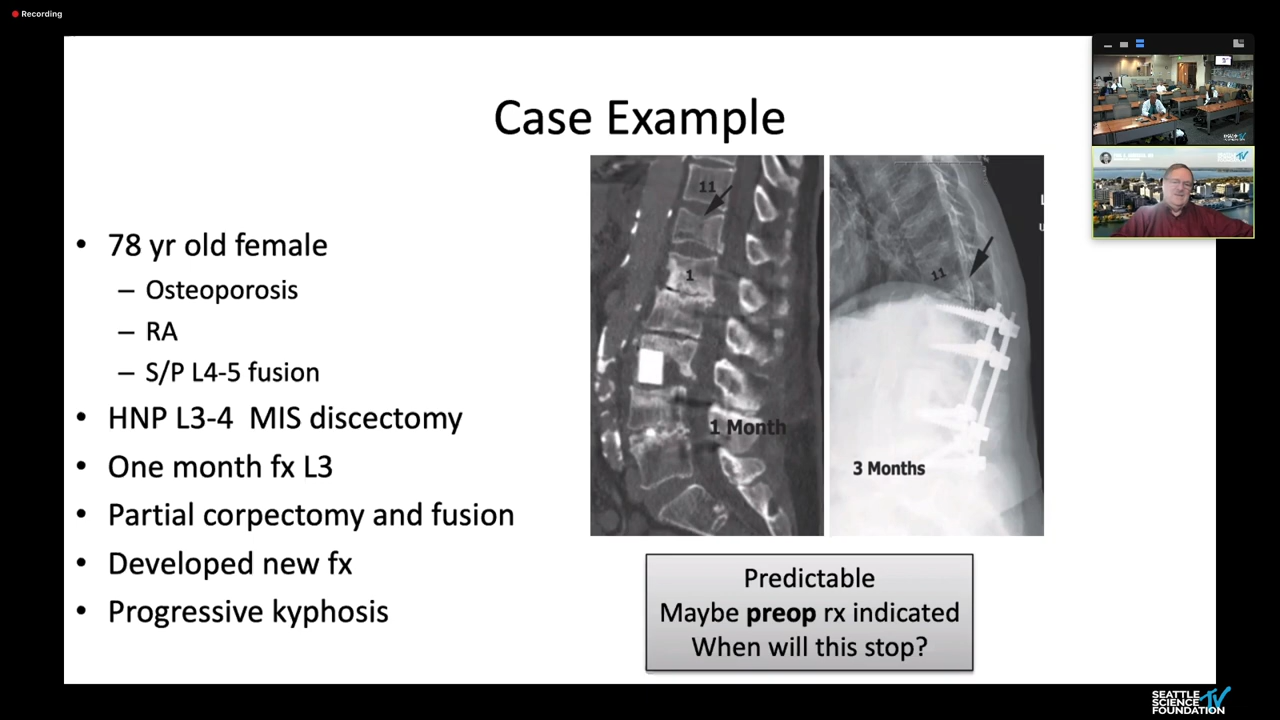 Recording
Case Example
• 78 yr old female
– Osteoporosis
– RA
– S/P L4-5 fusion
• HNP L3-4 MIS discectomy
• One month fx L3
• Partial corpectomy and fusion
• Developed new fx
• Progressive kyphosis
11
1
1 Month
11
3 Months
Predictable
Maybe preop rx indicated
When will this stop?
SEATTLE
SCIENCE TV
FOUNDATION